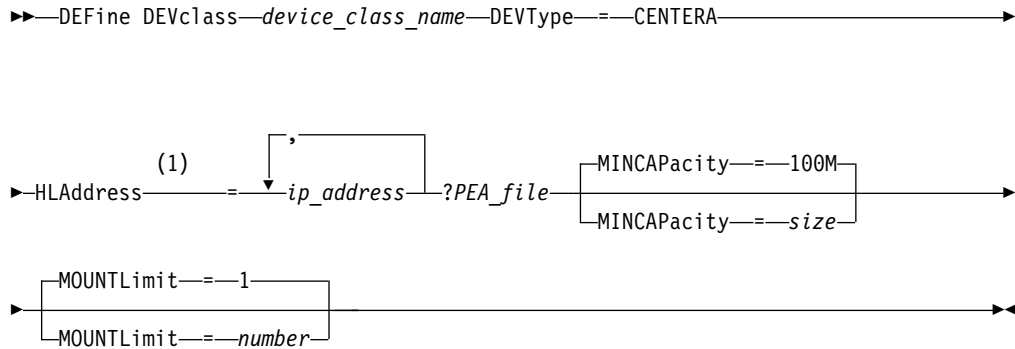 DEFine DEVclass device_class_name DEVType = CENTERA
,
(1)
HLAddress = ip_address ?PEA_file
MINCAPacity = 100M
MINCAPacity = size
MOUNTLimit = 1
MOUNTLimit = number